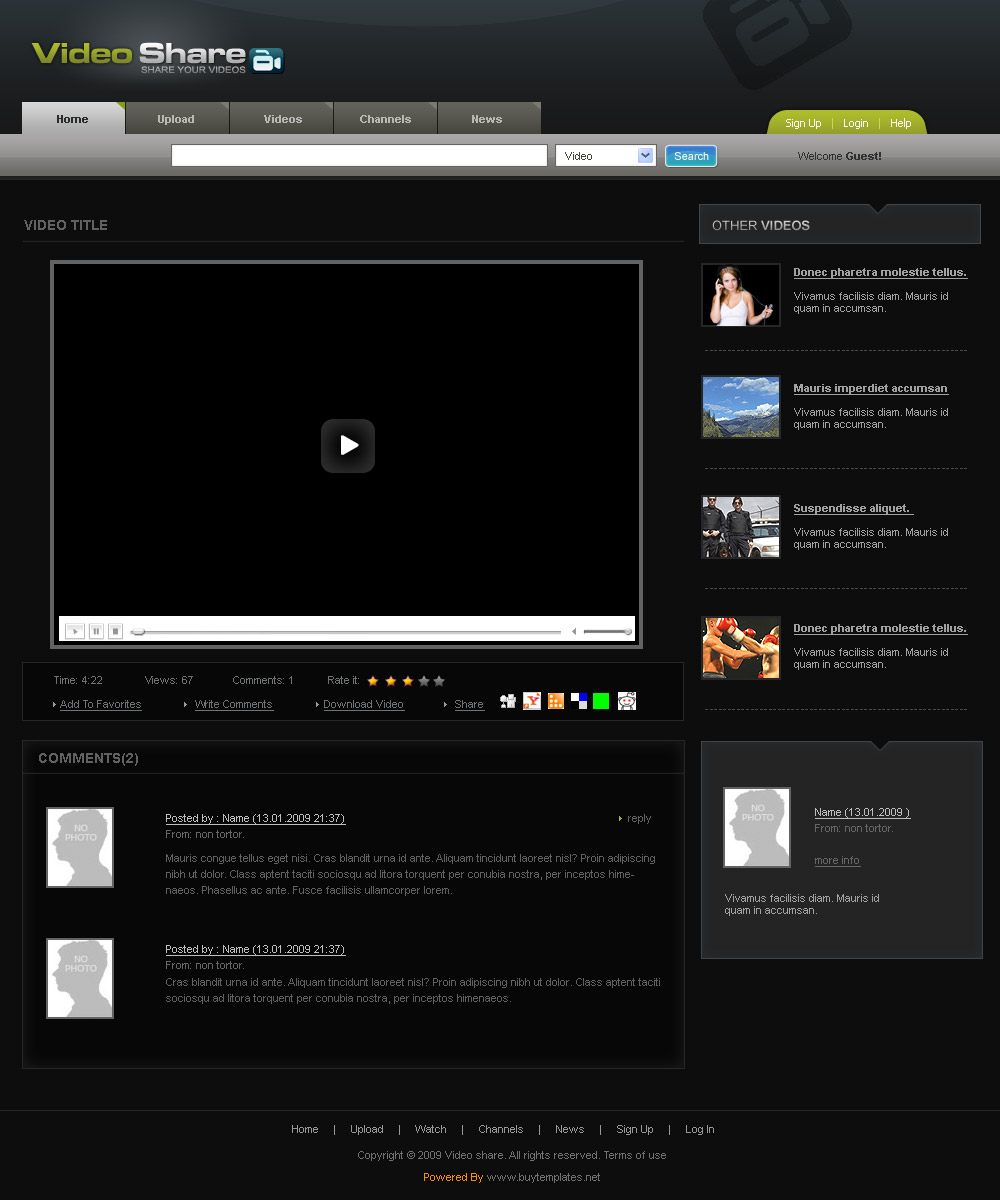 Video Share
SHARE YOUR VIDEOS
Home
Upload
Videos
Channels
News
Sign Up | Login | Help
Video
Search
Welcome Guest!
VIDEO TITLE
Time: 4:22
Views: 67
Comments: 1
Rate it:
Add To Favorites
Write Comments
Download Video
Share
COMMENTS(2)
NO
PHOTO
Posted by : Name (13.01.2009 21:37)
reply
From: non tortor.
Mauris congue tellus eget nisi. Cras blandit urna id ante. Aliquam tincidunt laoreet nisl? Proin adipiscing
nibh ut dolor. Class aptent taciti sociosqu ad litora torquent per conubia nostra, per inceptos hime-
naeos. Phasellus ac ante. Fusce facilisis ullamcorper lorem.
NO
PHOTO
Posted by : Name (13.01.2009 21:37)
From: non tortor.
Cras blandit urna id ante. Aliquam tincidunt laoreet nisl? Proin adipiscing nibh ut dolor. Class aptent taciti
sociosqu ad litora torquent per conubia nostra, per inceptos himenaeos.
OTHER VIDEOS
Donec pharetra molestie tellus.
Vivamus facilisis diam. Mauris id
quam in accumsan.
Mauris imperdiet accumsan
Vivamus facilisis diam. Mauris id
quam in accumsan.
Suspendisse aliquet.
Vivamus facilisis diam. Mauris id
quam in accumsan.
Donec pharetra molestie tellus.
Vivamus facilisis diam. Mauris id
quam in accumsan.
NO
PHOTO
Name (13.01.2009 )
From: non tortor.
more info
Vivamus facilisis diam. Mauris id
quam in accumsan.
Home | Upload | Watch | Channels | News | Sign Up | Log In
Copyright © 2009 Video share. All rights reserved. Terms of use
Powered By www.buytemplates.net